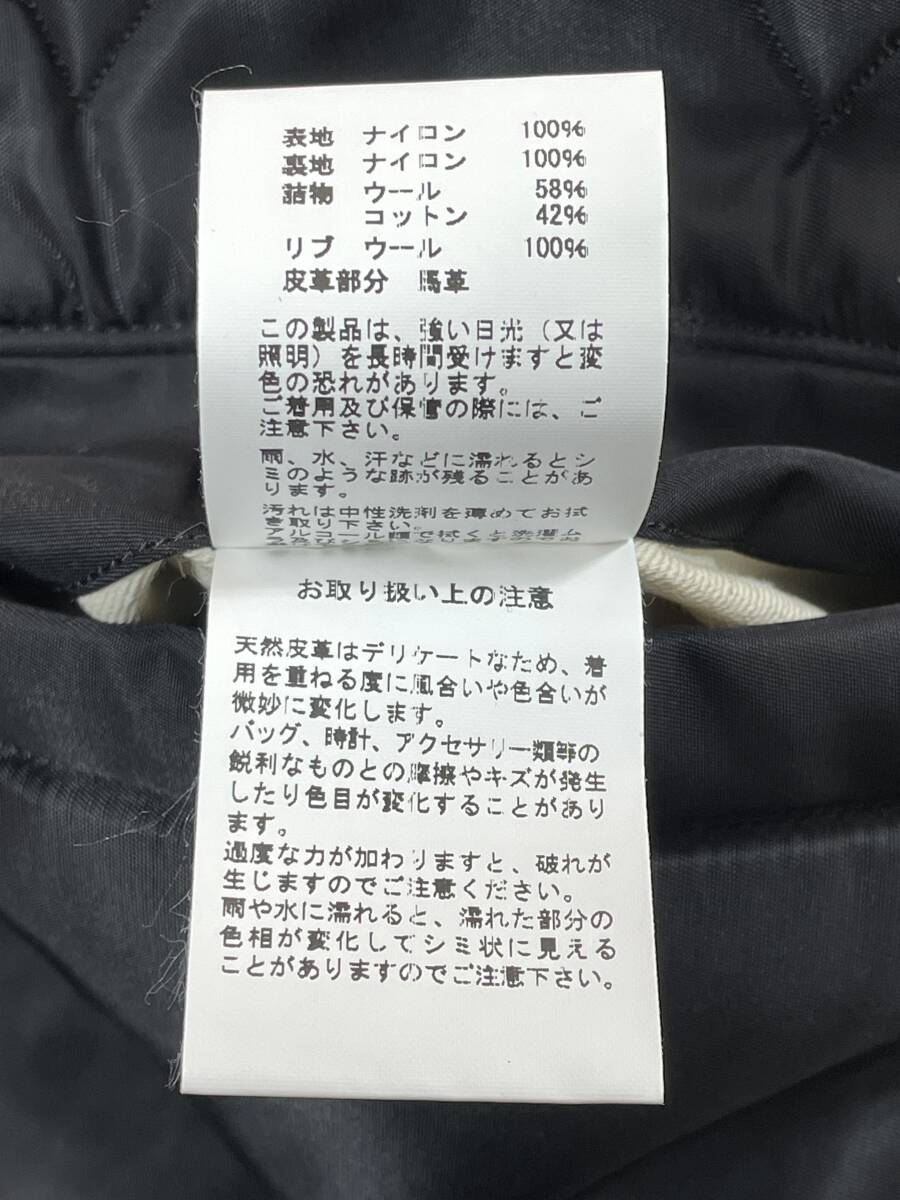 表地 ナイロン 100%
裏地 ナイロン 100%
詰物 ウール 58%
コットン 42%
リブ ウール 100%
皮革部分 馬革
この製品は、強い日光（又は
照明）を長時間受けますと変
色の恐れがあります。
ご着用及び保管の際には、ご
注意下さい。
雨、水、汗などに濡れるとシ
ミのような跡が残ることがあ
ります。
汚れは中性洗剤を薄めてお拭
き取り下さい。
アルコール類で拭くと洗濯ム
お取り扱い上の注意
天然皮革はデリケートなため、着
用を重ねる度に風合いや色合いが
微妙に変化します。
バッグ、時計、アクセサリー類等の
鋭利なものとの摩擦やキズが発生
したり色目が変化することがあり
ます。
過度な力が加わりますと、破れが
生じますのでご注意ください。
雨や水に濡れると、濡れた部分の
色相が変化してシミ状に見える
ことがありますのでご注意下さい。